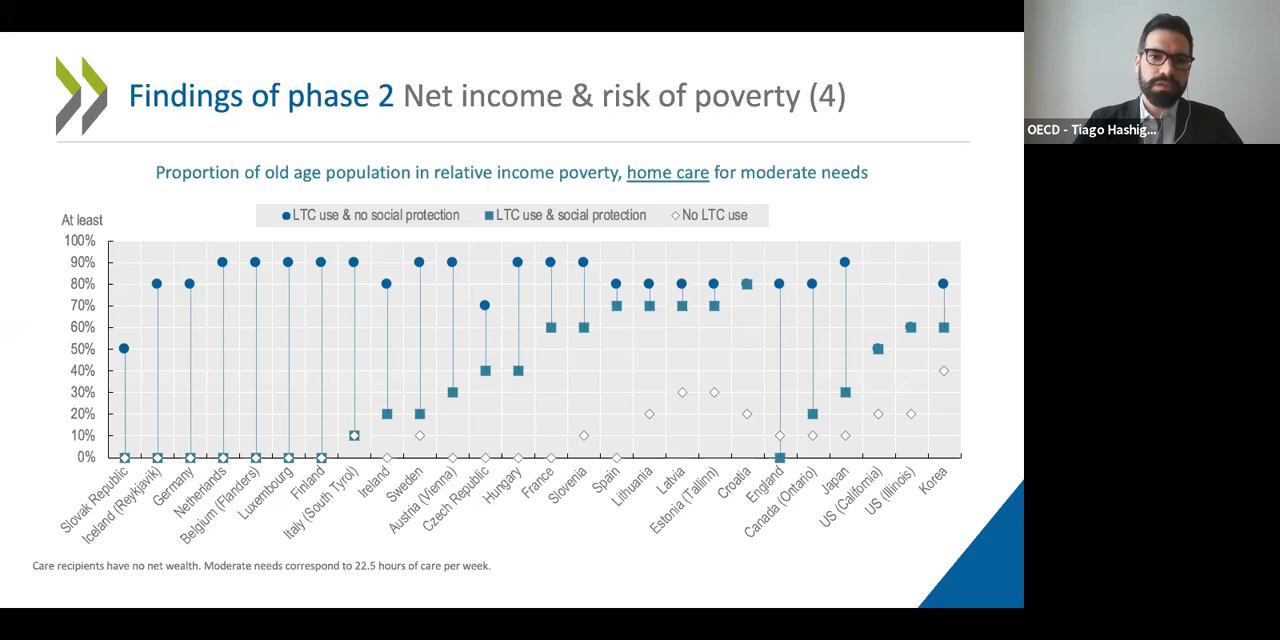 Findings of phase 2 Net income & risk of poverty (4)
OECD - Tiago Hashig...
Proportion of old age population in relative income poverty, home care for moderate needs
At least
LTC use & no social protection LTC use & social protection No LTC use
100%
90%
80%
70%
60%
50%
40%
30%
20%
10%
0%
Slovak Republic
Iceland (Reykjavik)
Germany
Netherlands
Belgium (Flanders)
Luxembourg
Finland
Italy (South Tyrol)
Ireland
Sweden
Austria (Vienna)
Czech Republic
Hungary
France
Slovenia
Spain
Lithuania
Latvia
Estonia (Tallinn)
Croatia
England
Canada (Ontario)
Japan
US (California)
US (Illinois)
Korea
Care recipients have no net wealth. Moderate needs correspond to 22.5 hours of care per week.